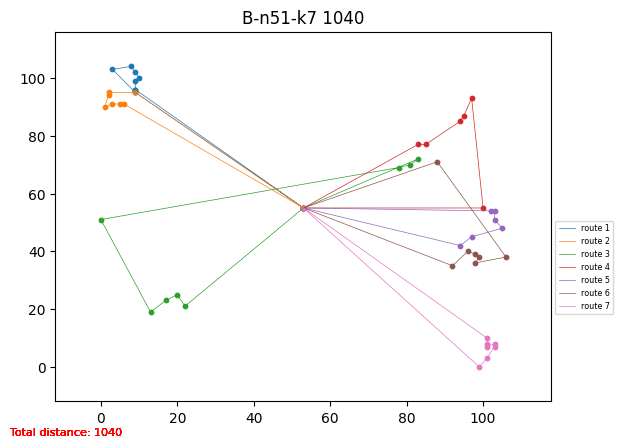 B-n51-k7 1040
100
80
60
40
20
0
0 20 40 60 80 100
route 1
route 2
route 3
route 4
route 5
route 6
route 7
Total distance: 1040